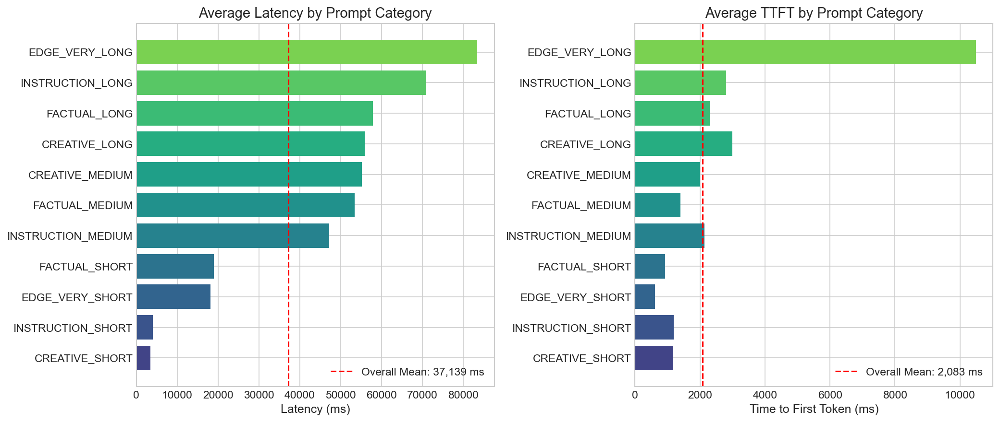 Average Latency by Prompt Category
EDGE_VERY_LONG
INSTRUCTION_LONG
FACTUAL_LONG
CREATIVE_LONG
CREATIVE_MEDIUM
FACTUAL_MEDIUM
INSTRUCTION_MEDIUM
FACTUAL_SHORT
EDGE_VERY_SHORT
INSTRUCTION_SHORT
CREATIVE_SHORT
Overall Mean: 37,139 ms
0 10000 20000 30000 40000 50000 60000 70000 80000
Latency (ms)
Average TTFT by Prompt Category
EDGE_VERY_LONG
INSTRUCTION_LONG
FACTUAL_LONG
CREATIVE_LONG
CREATIVE_MEDIUM
FACTUAL_MEDIUM
INSTRUCTION_MEDIUM
FACTUAL_SHORT
EDGE_VERY_SHORT
INSTRUCTION_SHORT
CREATIVE_SHORT
Overall Mean: 2,083 ms
0 2000 4000 6000 8000 10000
Time to First Token (ms)